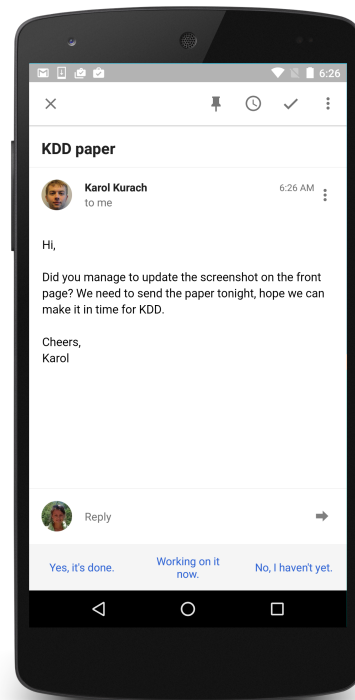 6:26
KDD paper
Karol Kurach
6:26 AM
to me
Hi,
Did you manage to update the screenshot on the front
page? We need to send the paper tonight, hope we can
make it in time for KDD.
Cheers,
Karol
Reply
Yes, it's done.
Working on it
now.
No, I haven't yet.